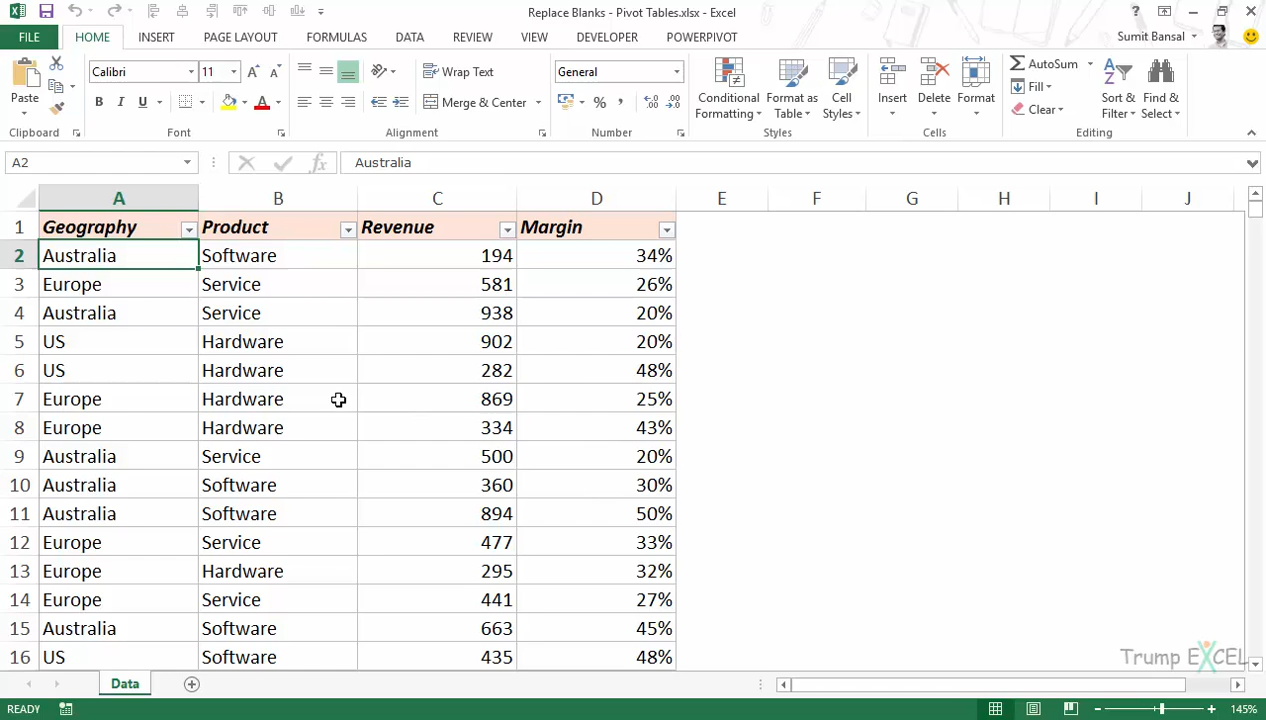 Replace Blanks - Pivot Tables.xlsx - Excel
FILE HOME INSERT PAGE LAYOUT FORMULAS DATA REVIEW VIEW DEVELOPER POWERPIVOT Sumit Bansal
Paste
Clipboard
Calibri 11
B I U A
Font
Wrap Text
Merge & Center
Alignment
General
%
Number
Conditional Formatting
Format as Table
Cell Styles
Styles
Insert Delete Format
Cells
AutoSum
Fill
Clear
Sort & Filter
Find & Select
Editing
A2 fx Australia
A B C D E F G H I J
1 Geography Product Revenue Margin
2 Australia Software 194 34%
3 Europe Service 581 26%
4 Australia Service 938 20%
5 US Hardware 902 20%
6 US Hardware 282 48%
7 Europe Hardware 869 25%
8 Europe Hardware 334 43%
9 Australia Service 500 20%
10 Australia Software 360 30%
11 Australia Software 894 50%
12 Europe Service 477 33%
13 Europe Hardware 295 32%
14 Europe Service 441 27%
15 Australia Software 663 45%
16 US Software 435 48%
Trump EXCEL
Data
READY 145%